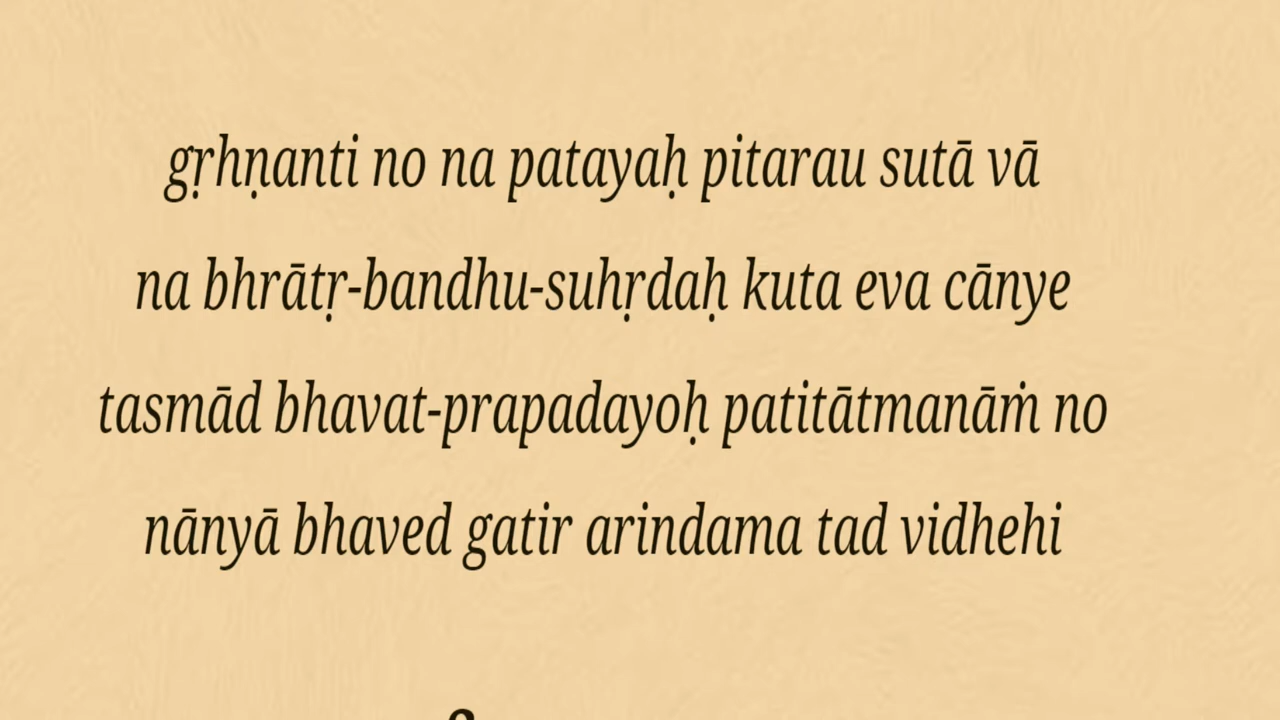 gṛhṇanti no na patayaḥ pitarau sutā vā
na bhrātṛ-bandhu-suhṛdaḥ kuta eva cānye
tasmād bhavat-prapadayoḥ patitātmanāṁ no
nānyā bhaved gatir arindama tad vidhehi